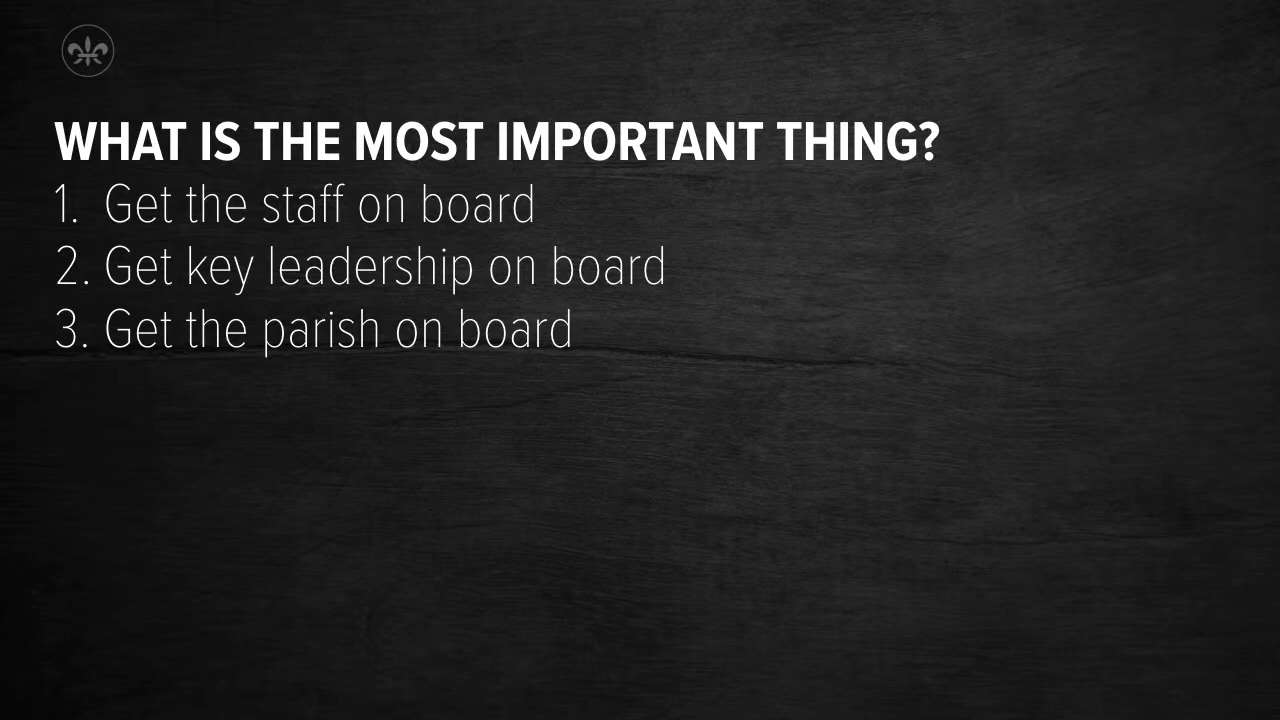 WHAT IS THE MOST IMPORTANT THING?
1. Get the staff on board
2. Get key leadership on board
3. Get the parish on board